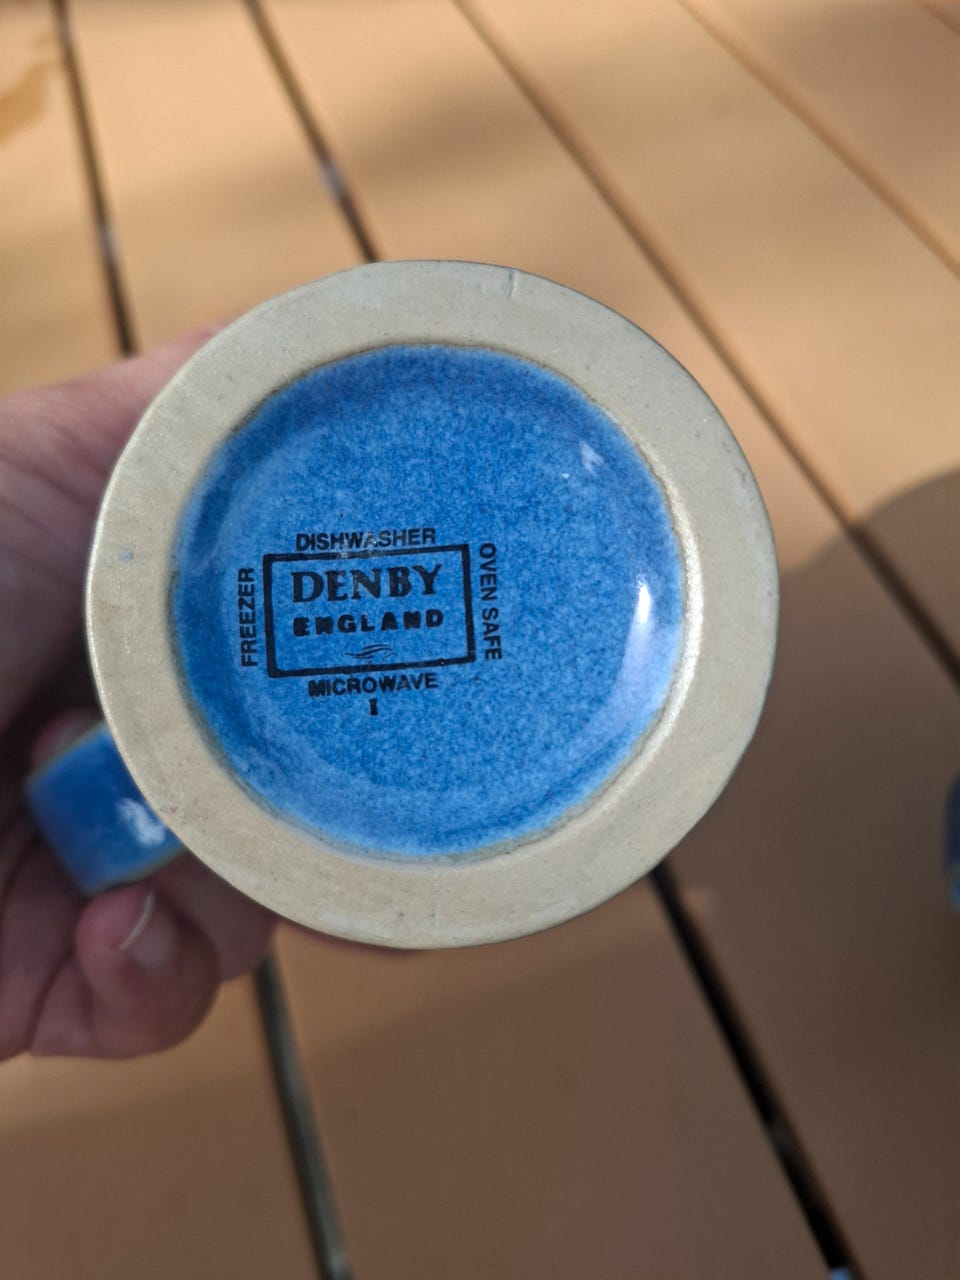 DISHWASHER
FREEZER
DENBY
ENGLAND
OVEN SAFE
MICROWAVE
I